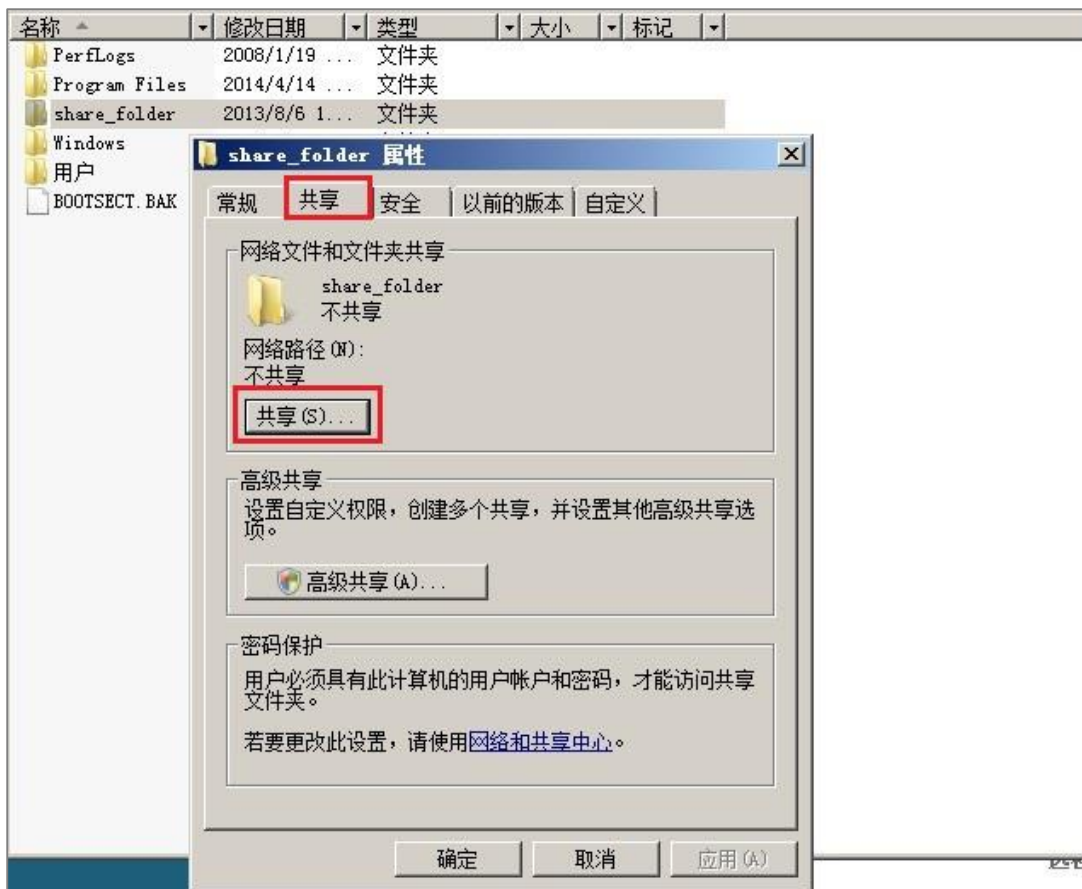 名称 修改日期 类型 大小 标记
PerfLogs 2008/1/19 ... 文件夹
Program Files 2014/4/14 ... 文件夹
share_folder 2013/8/6 1... 文件夹
Windows
用户
BOOTSECT.BAK
share_folder 属性
常规 共享 安全 以前的版本 自定义
网络文件和文件夹共享
share_folder
不共享
网络路径(N):
不共享
共享(S)...
高级共享
设置自定义权限，创建多个共享，并设置其他高级共享选
项。
高级共享(A)...
密码保护
用户必须具有此计算机的用户帐户和密码，才能访问共享
文件夹。
若要更改此设置，请使用网络和共享中心。
确定 取消 应用(A)